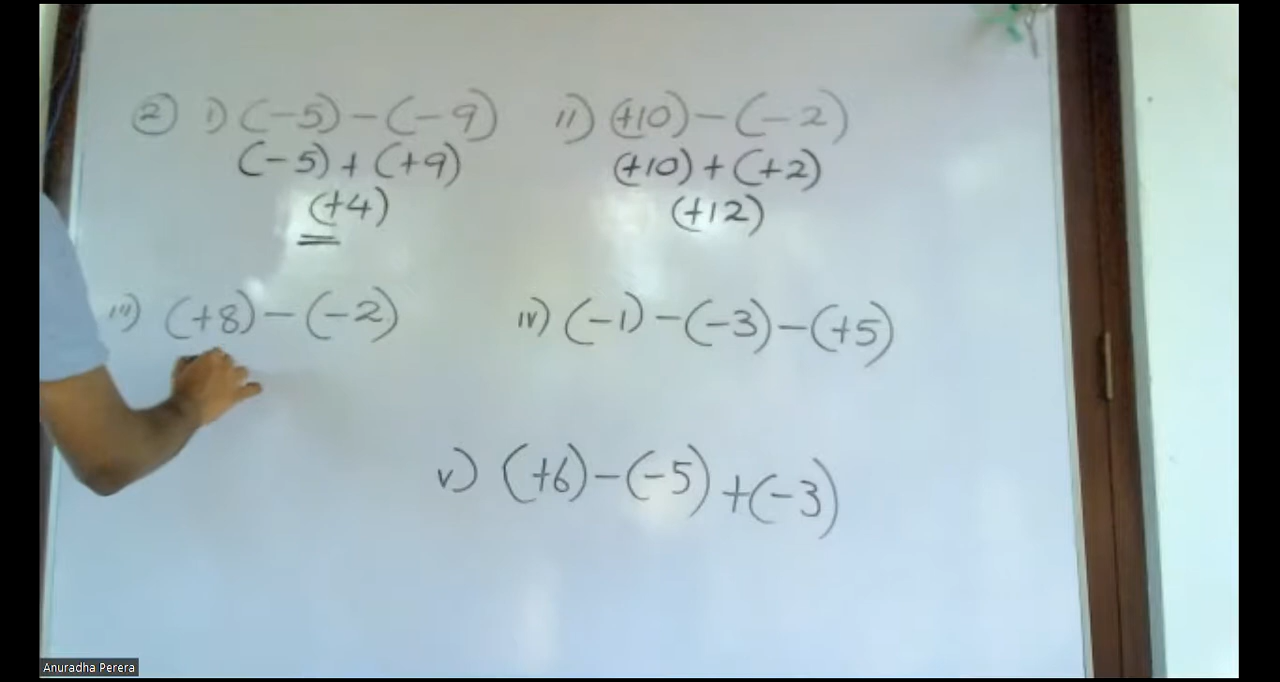 2 i) (-5) - (-9)
(-5) + (+9)
(+4)
ii) (+10) - (-2)
(+10) + (+2)
(+12)
iii) (+8) - (-2)
iv) (-1) - (-3) - (+5)
v) (+6) - (-5) + (-3)
Anuradha Perera